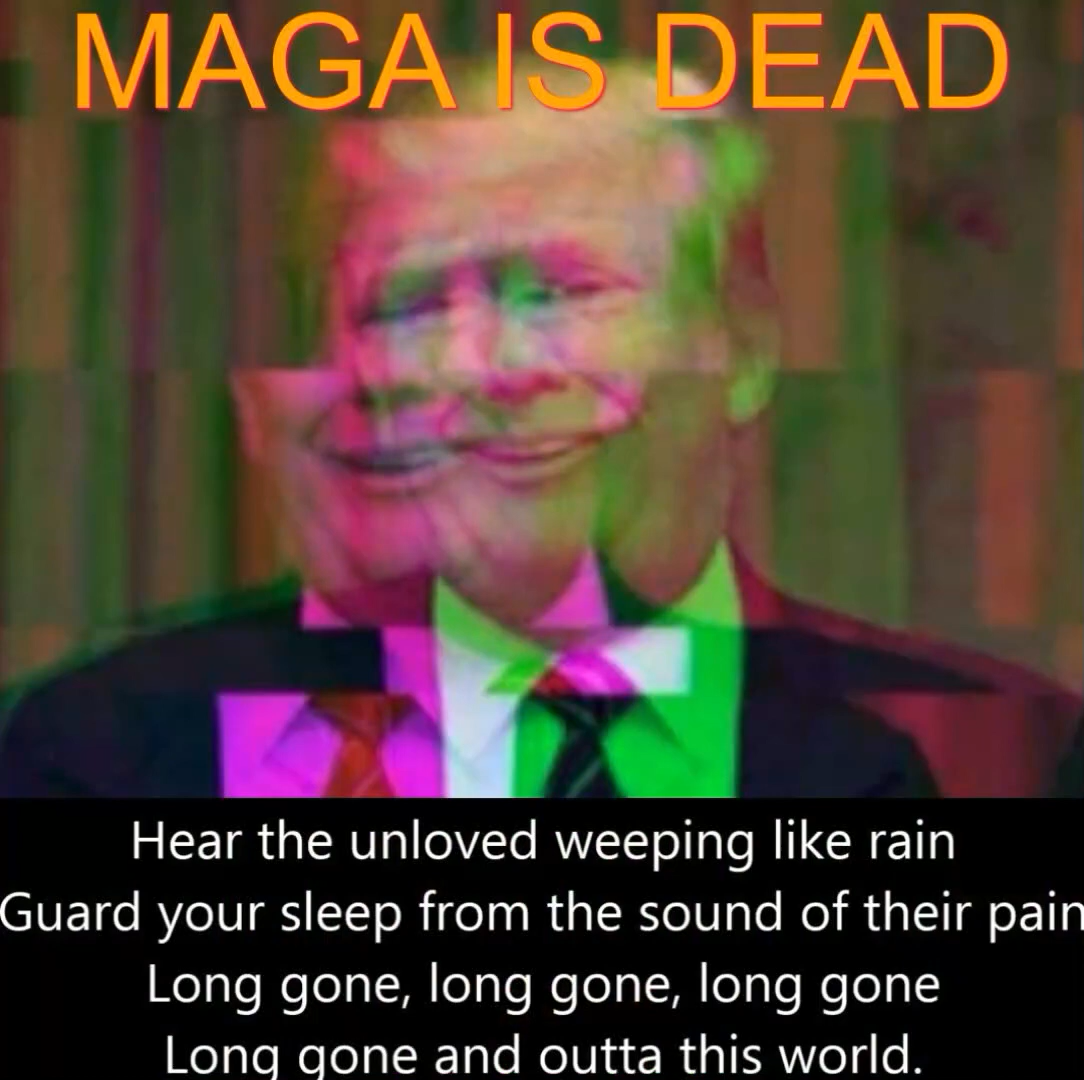 MAGA IS DEAD
Hear the unloved weeping like rain
Guard your sleep from the sound of their pain
Long gone, long gone, long gone
Long gone and outta this world.